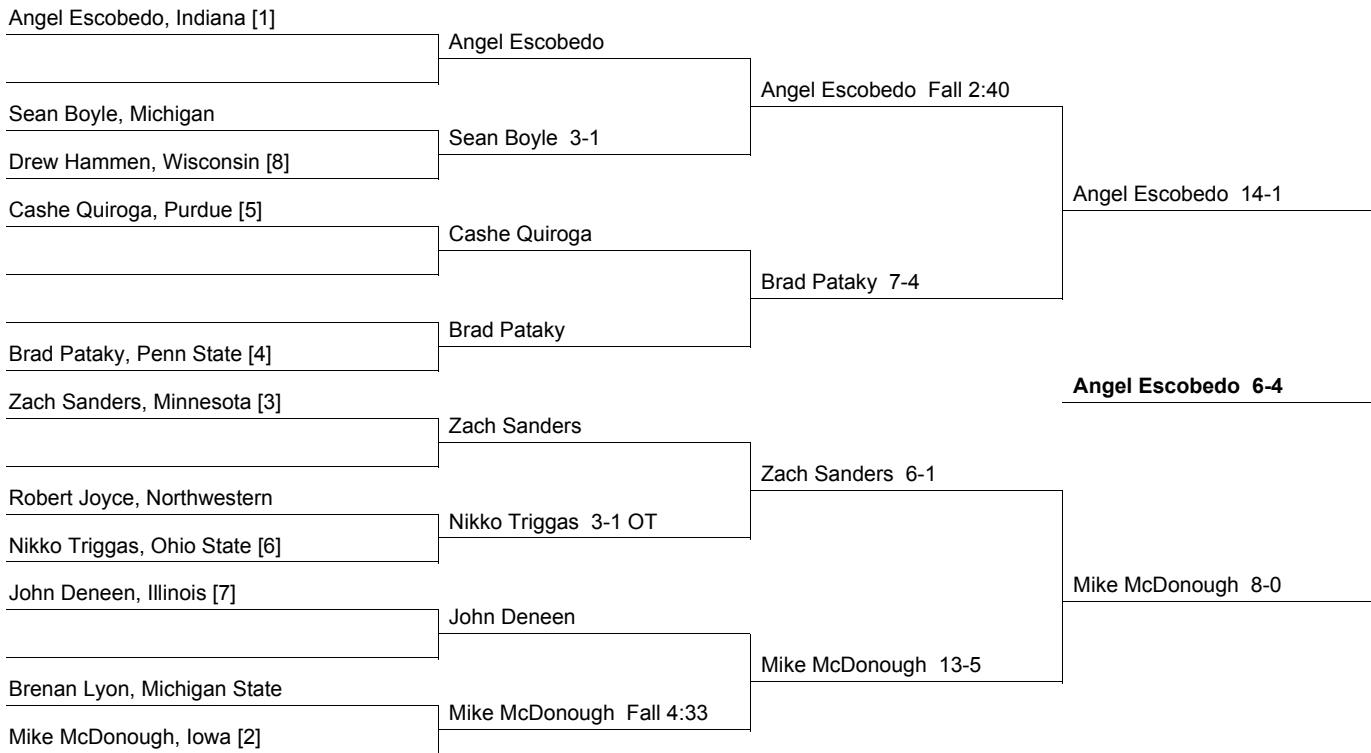 Angel Escobedo, Indiana [1]
Angel Escobedo
Angel Escobedo  Fall 2:40
Sean Boyle, Michigan
Sean Boyle  3-1
Drew Hammen, Wisconsin [8]
Angel Escobedo  14-1
Cashe Quiroga, Purdue [5]
Cashe Quiroga
Brad Pataky  7-4
Brad Pataky
Brad Pataky, Penn State [4]
Angel Escobedo  6-4
Zach Sanders, Minnesota [3]
Zach Sanders
Zach Sanders  6-1
Robert Joyce, Northwestern
Nikko Triggas  3-1 OT
Nikko Triggas, Ohio State [6]
Mike McDonough  8-0
John Deneen, Illinois [7]
John Deneen
Mike McDonough  13-5
Brenan Lyon, Michigan State
Mike McDonough  Fall 4:33
Mike McDonough, Iowa [2]